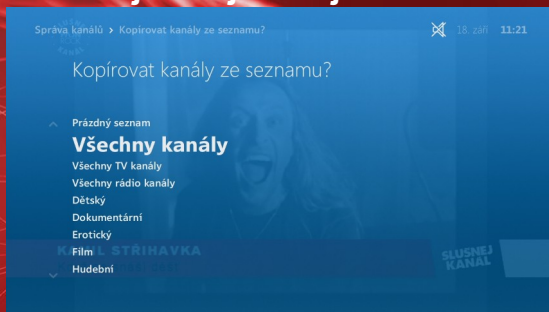 Správa kanálů > Kopírovat kanály ze seznamu?
18. září 11:21
Kopírovat kanály ze seznamu?
Prázdný seznam
Všechny kanály
Všechny TV kanály
Všechny rádio kanály
Dětský
Dokumentární
Erotický
Film
Hudební
KAMIL STŘIHAVKA
SLUSNEJ
KANÁL